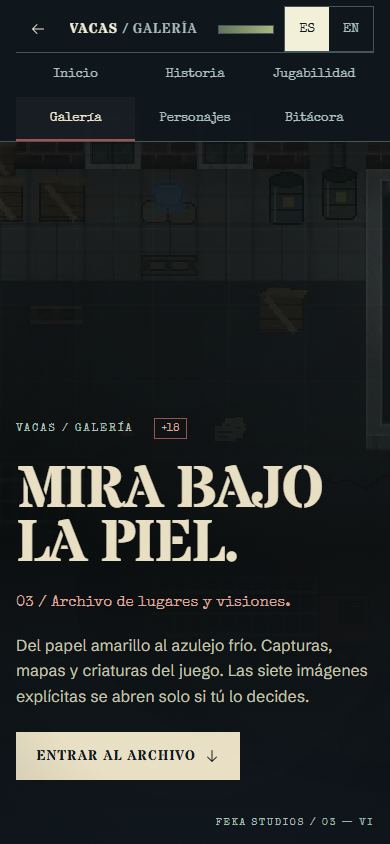 ← VACAS / GALERÍA ES EN
Inicio Historia Jugabilidad
Galería Personajes Bitácora
VACAS / GALERÍA +18
MIRA BAJO
LA PIEL.
03 / Archivo de lugares y visiones.
Del papel amarillo al azulejo frío. Capturas,
mapas y criaturas del juego. Las siete imágenes
explícitas se abren solo si tú lo decides.
ENTRAR AL ARCHIVO ↓
FEKA STUDIOS / 03 — VI